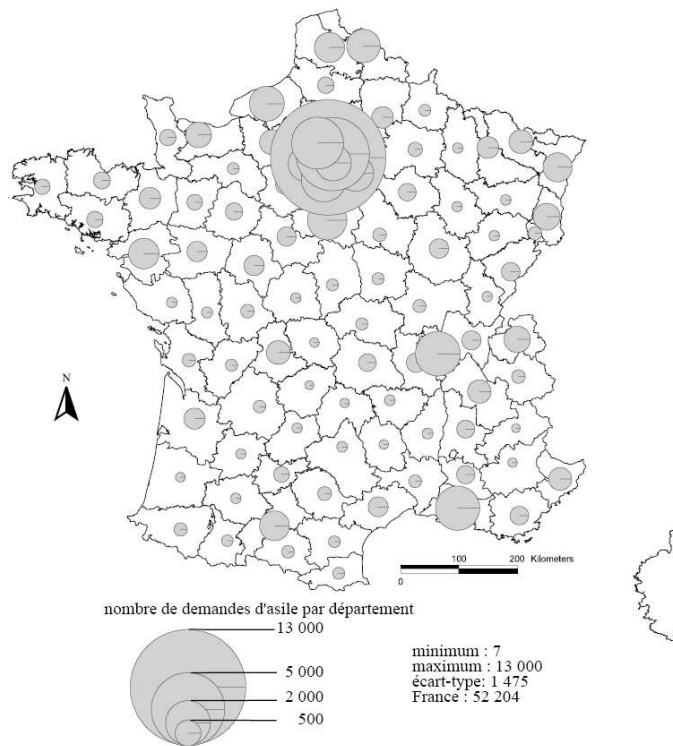 N
100 200 Kilometers
0
nombre de demandes d'asile par département
13 000
5 000
2 000
500
minimum : 7
maximum : 13 000
écart-type: 1 475
France : 52 204